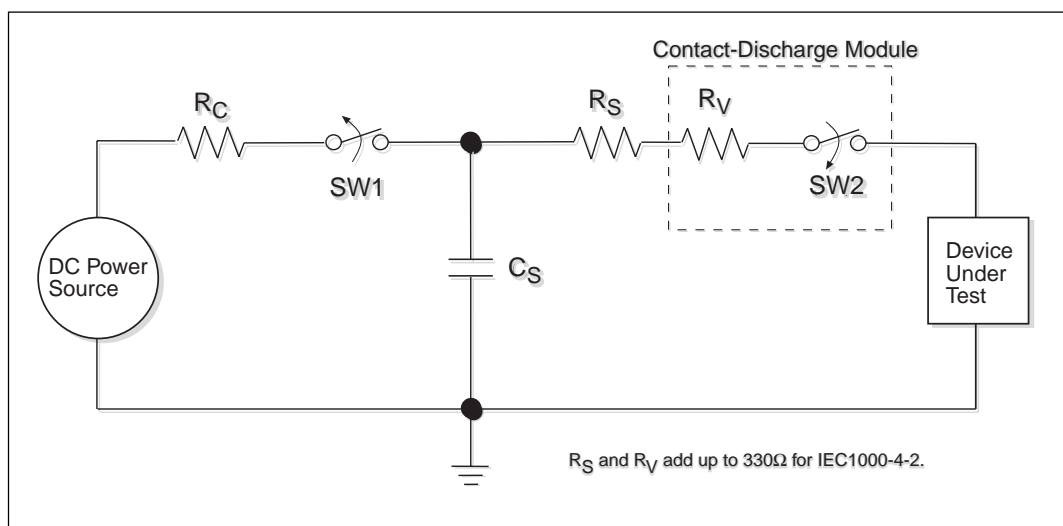 Contact-Discharge Module
RC
RS
RV
SW1
SW2
DC Power
Source
CS
Device
Under
Test
RS and RV add up to 330Ω for IEC1000-4-2.